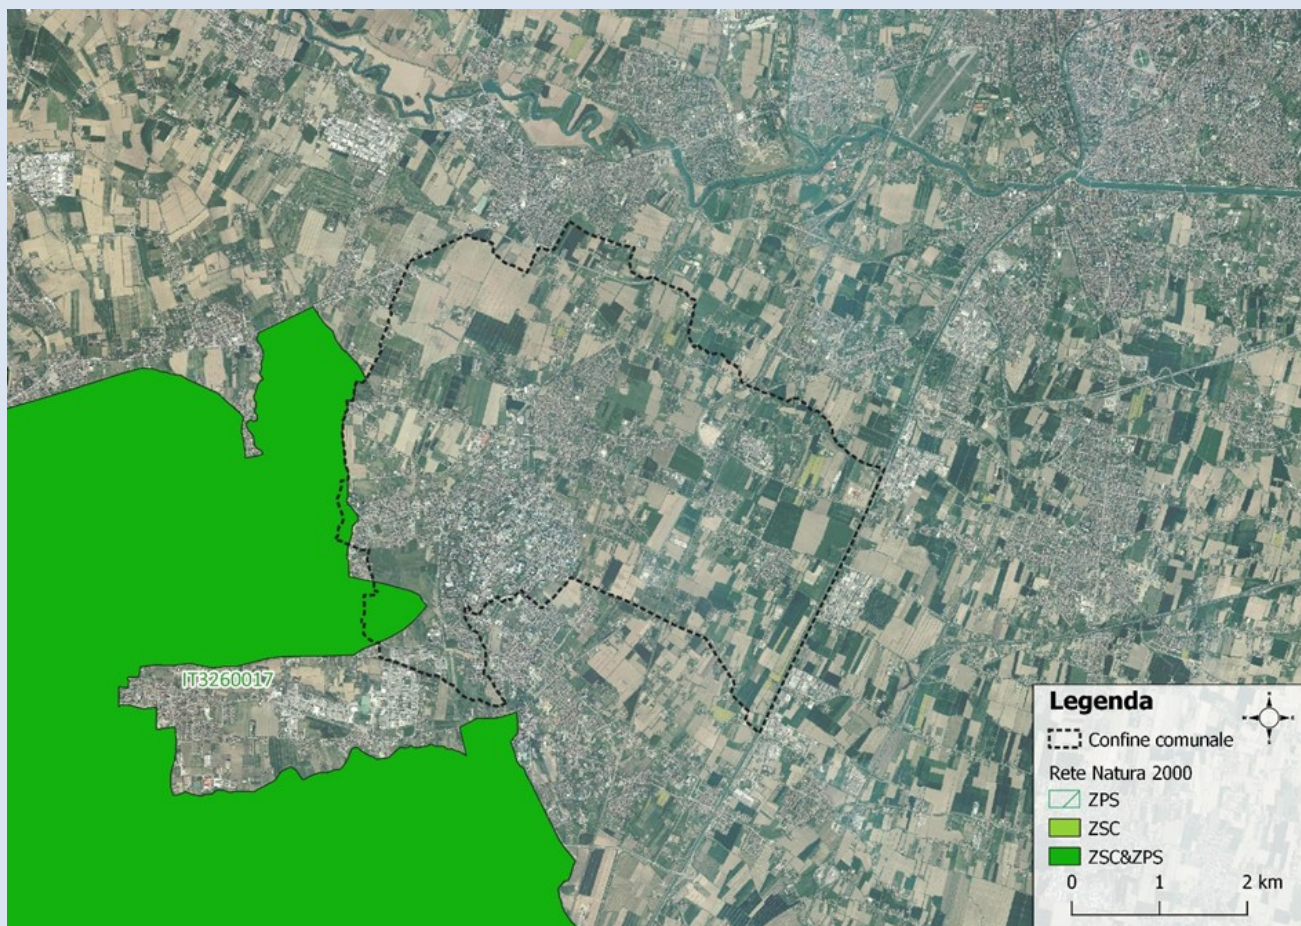 IT3260017
Legenda
Confine comunale
Rete Natura 2000
ZPS
ZSC
ZSC&ZPS
0 1 2 km